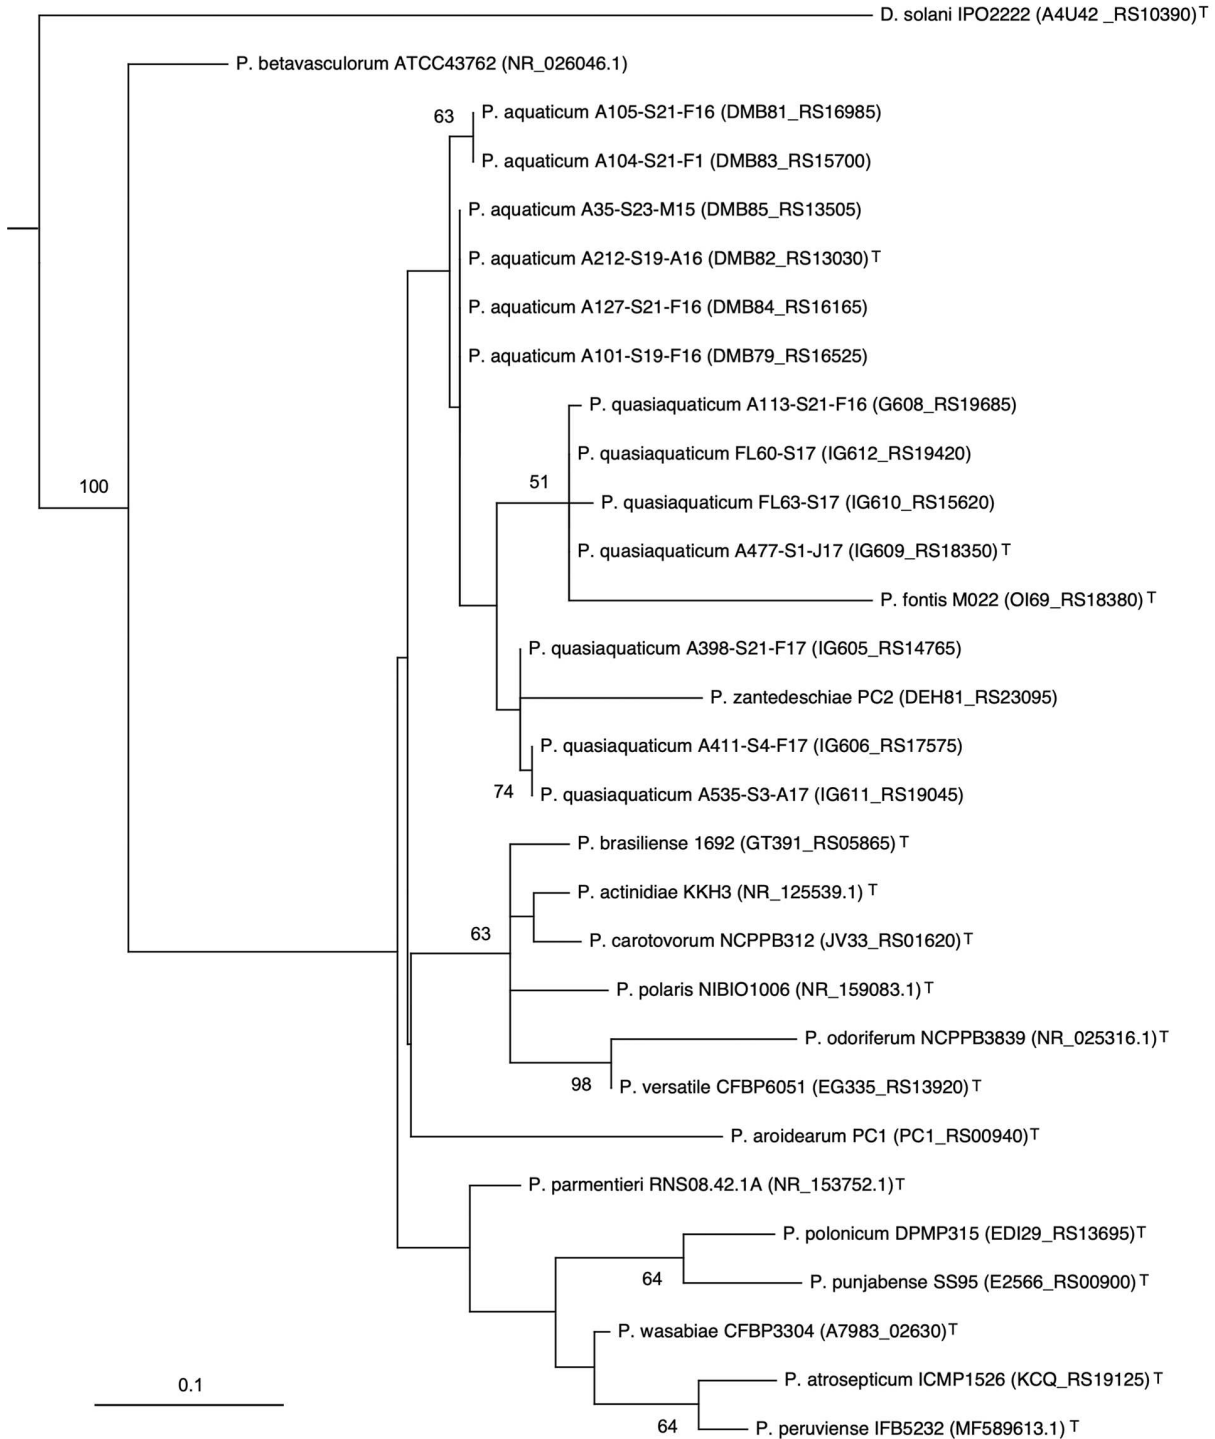 D. solani IPO2222 (A4U42 _RS10390)T
P. betavasculorum ATCC43762 (NR_026046.1)
63
P. aquaticum A105-S21-F16 (DMB81_RS16985)
P. aquaticum A104-S21-F1 (DMB83_RS15700)
P. aquaticum A35-S23-M15 (DMB85_RS13505)
P. aquaticum A212-S19-A16 (DMB82_RS13030)T
P. aquaticum A127-S21-F16 (DMB84_RS16165)
P. aquaticum A101-S19-F16 (DMB79_RS16525)
P. quasiaquaticum A113-S21-F16 (G608_RS19685)
P. quasiaquaticum FL60-S17 (IG612_RS19420)
51
100
P. quasiaquaticum FL63-S17 (IG610_RS15620)
P. quasiaquaticum A477-S1-J17 (IG609_RS18350)T
P. fontis M022 (OI69_RS18380)T
P. quasiaquaticum A398-S21-F17 (IG605_RS14765)
P. zantedeschiae PC2 (DEH81_RS23095)
P. quasiaquaticum A411-S4-F17 (IG606_RS17575)
74
P. quasiaquaticum A535-S3-A17 (IG611_RS19045)
P. brasiliense 1692 (GT391_RS05865)T
P. actinidiae KKH3 (NR_125539.1) T
63
P. carotovorum NCPPB312 (JV33_RS01620)T
P. polaris NIBIO1006 (NR_159083.1)T
P. odoriferum NCPPB3839 (NR_025316.1)T
98
P. versatile CFBP6051 (EG335_RS13920)T
P. aroidearum PC1 (PC1_RS00940)T
P. parmentieri RNS08.42.1A (NR_153752.1)T
P. polonicum DPMP315 (EDI29_RS13695)T
64
P. punjabense SS95 (E2566_RS00900)T
P. wasabiae CFBP3304 (A7983_02630)T
P. atrosepticum ICMP1526 (KCQ_RS19125)T
0.1
64
P. peruviense IFB5232 (MF589613.1)T